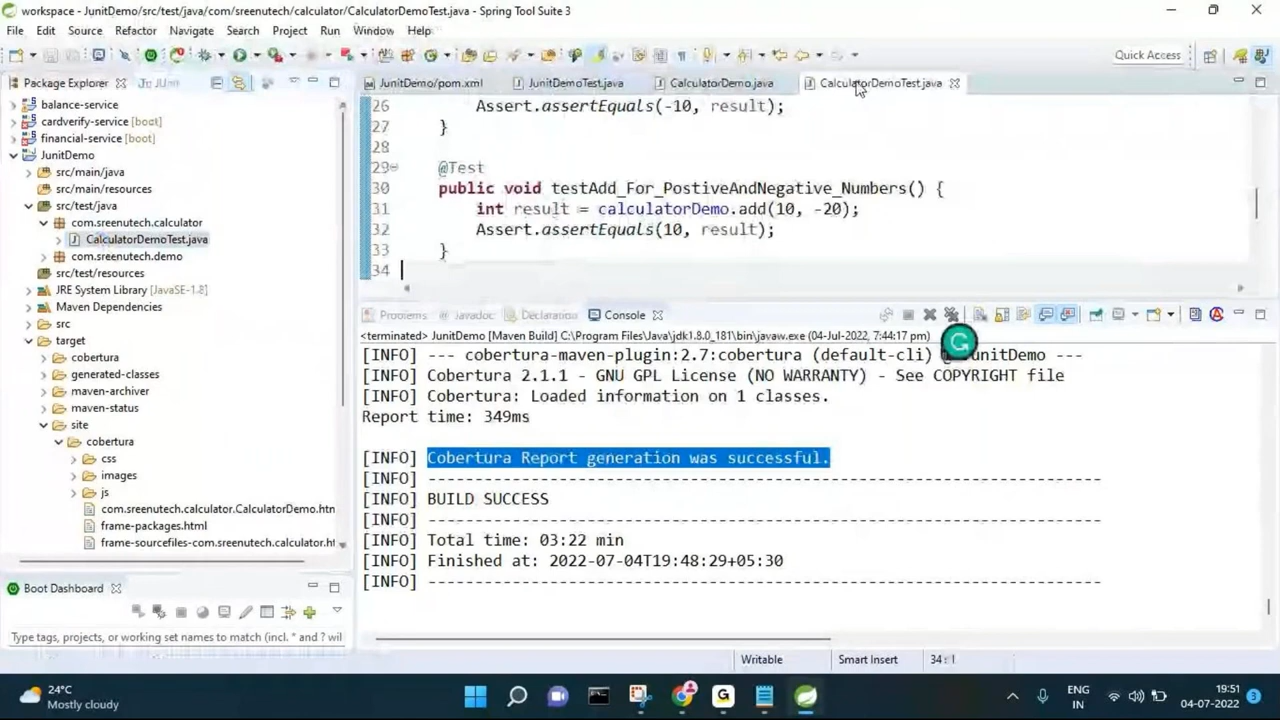 workspace - JunitDemo/src/test/java/com/sreenutech/calculator/CalculatorDemoTest.java - Spring Tool Suite 3
File Edit Source Refactor Navigate Search Project Run Window Help
Quick Access
Package Explorer JUnit
JunitDemo/pom.xml JunitDemoTest.java CalculatorDemo.java CalculatorDemoTest.java
balance-service
cardverify-service [boot]
financial-service [boot]
JunitDemo
src/main/java
src/main/resources
src/test/java
com.sreenutech.calculator
CalculatorDemoTest.java
com.sreenutech.demo
src/test/resources
JRE System Library [JavaSE-1.8]
Maven Dependencies
src
target
cobertura
generated-classes
maven-archiver
maven-status
site
cobertura
css
images
js
com.sreenutech.calculator.CalculatorDemo.htn
frame-packages.html
frame-sourcefiles-com.sreenutech.calculator.ht
26 Assert.assertEquals(-10, result);
27 }
28
29 @Test
30 public void testAdd_For_PostiveAndNegative_Numbers() {
31 int result = calculatorDemo.add(10, -20);
32 Assert.assertEquals(10, result);
33 }
34
Problems Javadoc Declaration Console
<terminated> JunitDemo [Maven Build] C:\Program Files\Java\jdk1.8.0_181\bin\javaw.exe (04-Jul-2022, 7:44:17 pm)
[INFO] --- cobertura-maven-plugin:2.7:cobertura (default-cli) unitDemo ---
[INFO] Cobertura 2.1.1 - GNU GPL License (NO WARRANTY) - See COPYRIGHT file
[INFO] Cobertura: Loaded information on 1 classes.
Report time: 349ms
[INFO] Cobertura Report generation was successful.
[INFO] ------------------------------------------------------------------------
[INFO] BUILD SUCCESS
[INFO] ------------------------------------------------------------------------
[INFO] Total time: 03:22 min
[INFO] Finished at: 2022-07-04T19:48:29+05:30
[INFO] ------------------------------------------------------------------------
Boot Dashboard
Type tags, projects, or working set names to match (incl. * and ? wil
Writable Smart Insert 34:1
24°C
Mostly cloudy
ENG
IN
19:51
04-07-2022
3